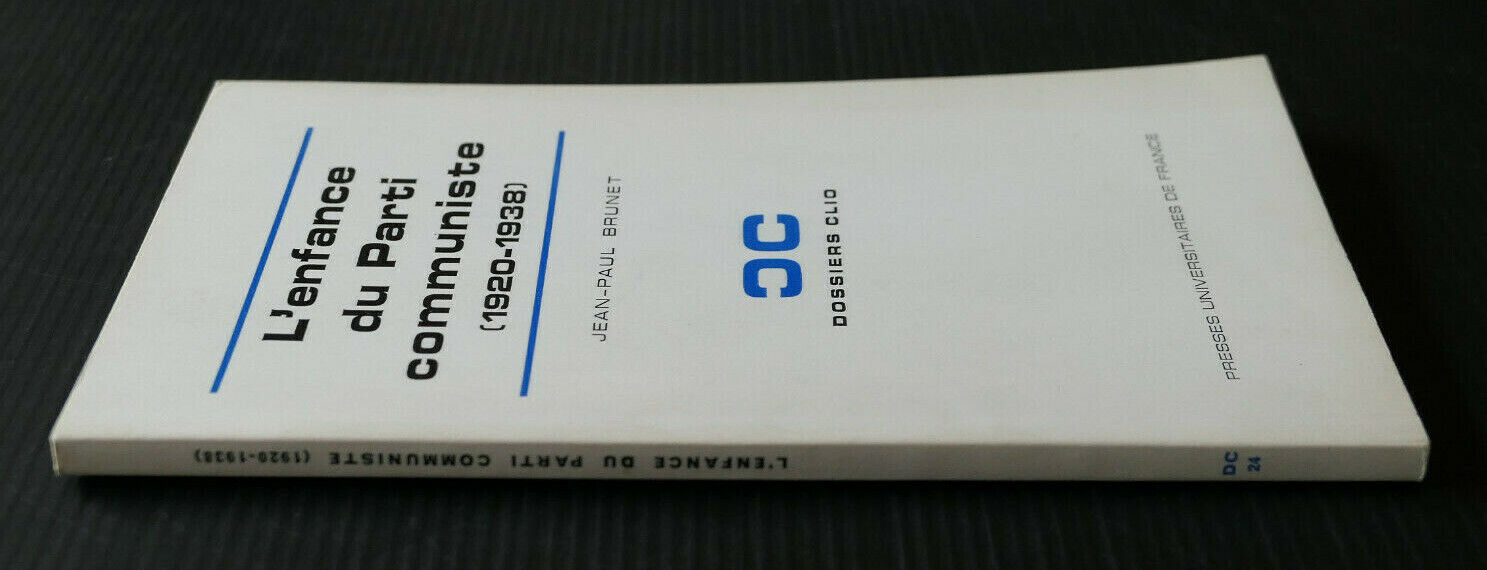 L'enfance
du Parti
communiste
(1920-1938)
JEAN-PAUL BRUNET
DC
DOSSIERS CLIO
PRESSES UNIVERSITAIRES DE FRANCE
L'ENFANCE DU PARTI COMMUNISTE (1920-1938)
DC
24